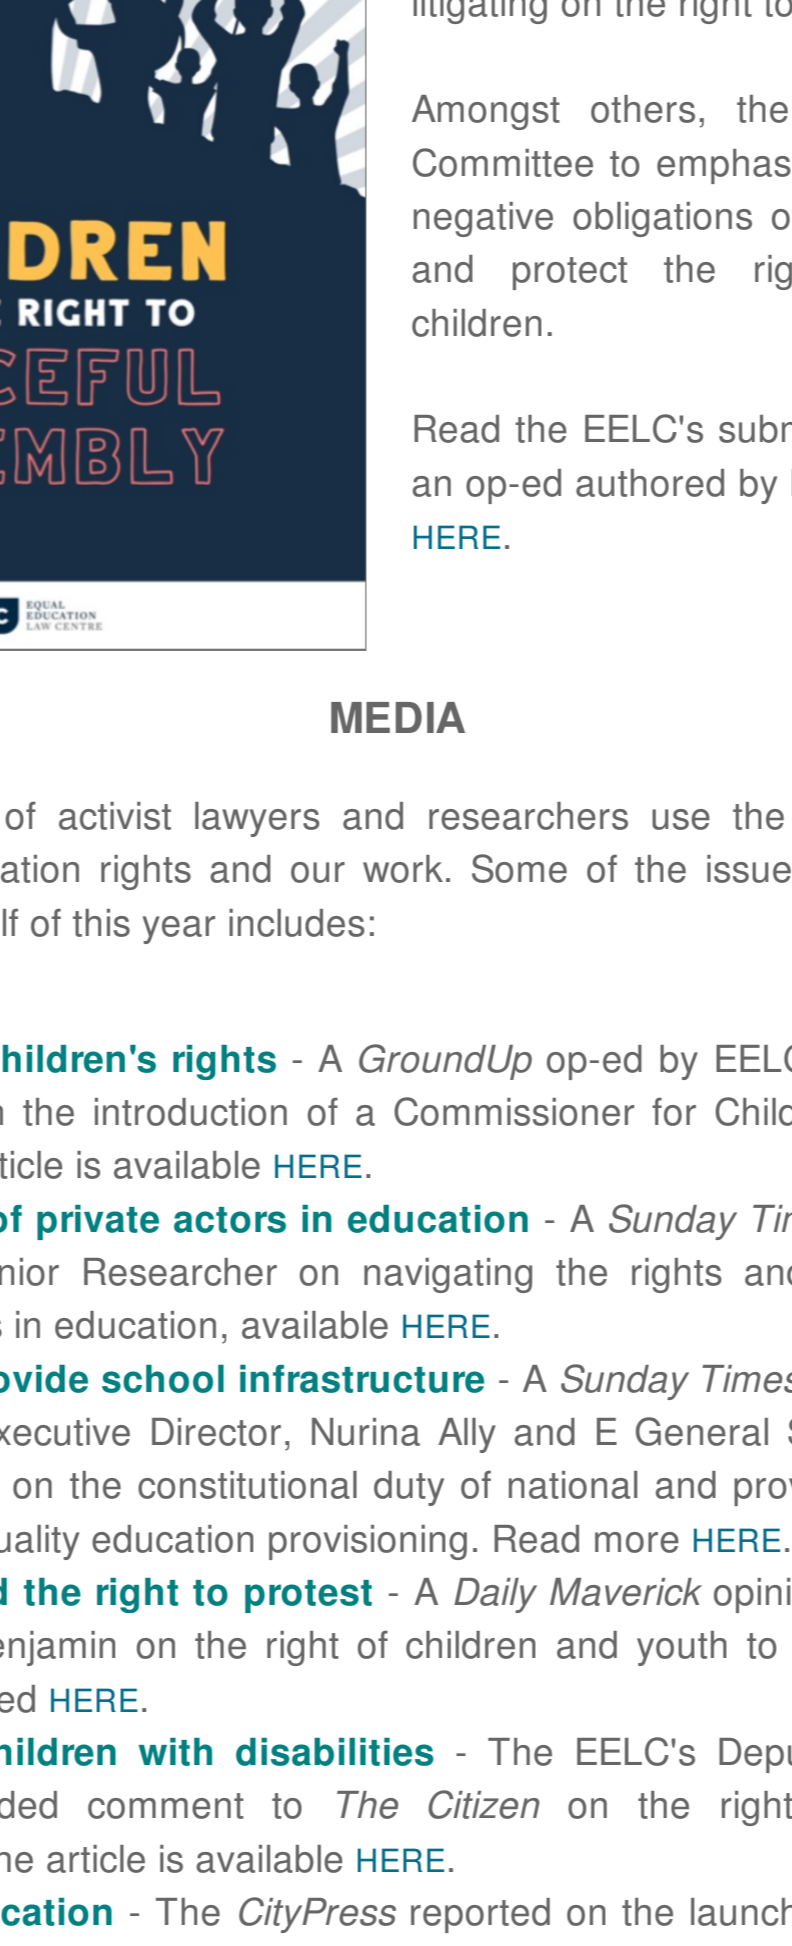 litigating on the right to
Amongst others, the
Committee to emphas
negative obligations o
and protect the rig
children.
Read the EELC's subm
an op-ed authored by
HERE.
DREN
E RIGHT TO
CEFUL
EMBLY
C EQUAL
EDUCATION
LAW CENTRE
MEDIA
of activist lawyers and researchers use the
ation rights and our work. Some of the issue
lf of this year includes:
hildren's rights - A GroundUp op-ed by EELC
n the introduction of a Commissioner for Child
ticle is available HERE.
of private actors in education - A Sunday Tim
nior Researcher on navigating the rights and
s in education, available HERE.
ovide school infrastructure - A Sunday Times
xecutive Director, Nurina Ally and E General S
on the constitutional duty of national and prov
uality education provisioning. Read more HERE.
d the right to protest - A Daily Maverick opini
enjamin on the right of children and youth to
ed HERE.
hildren with disabilities - The EELC's Depu
ded comment to The Citizen on the right
he article is available HERE.
cation - The CityPress reported on the launch